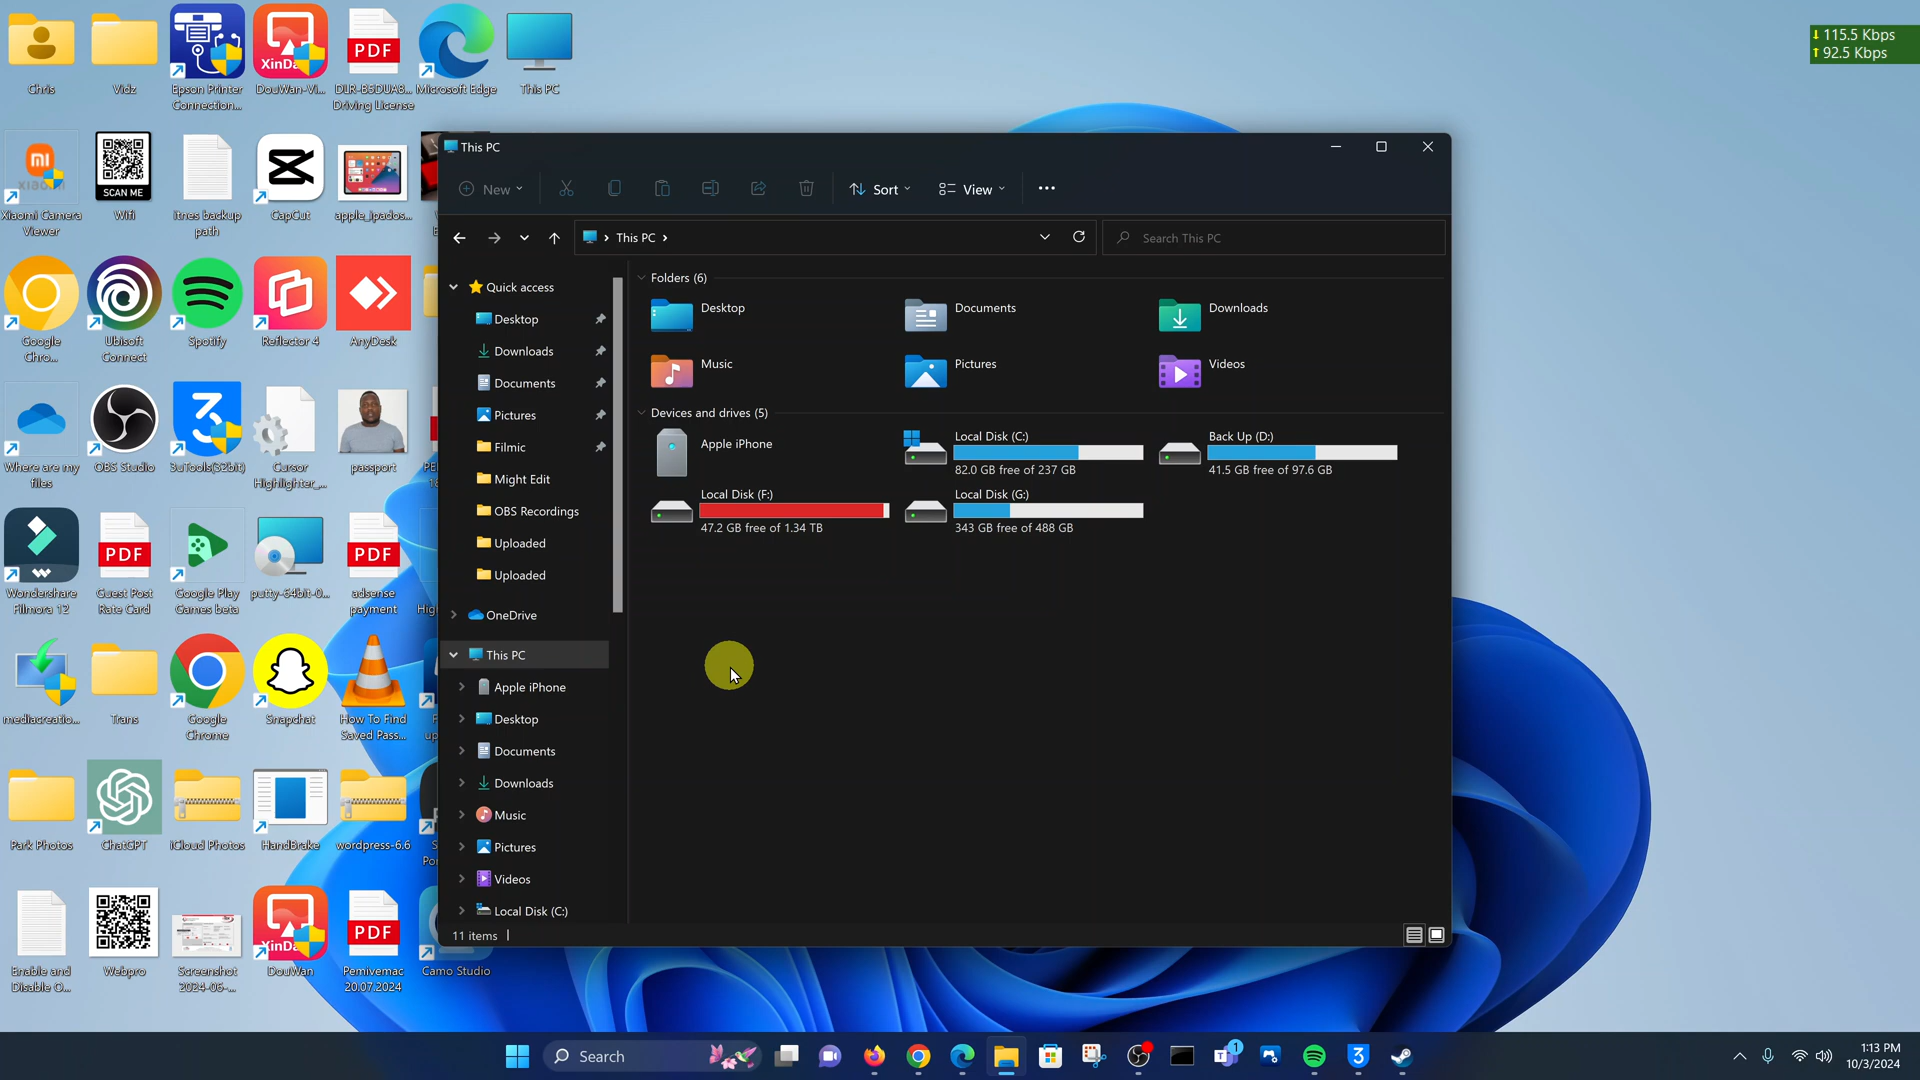 115.5 Kbps
92.5 Kbps
Chris
Vidz
Epson Printer
Connection...
DouWan-Vi...
PDF
DLR-B5DUA8...
Driving License
Microsoft Edge
This PC
Xiaomi Camera
Viewer
SCAN ME
Wifi
itnes backup
path
CapCut
apple_ipados...
Google
Chro...
Ubisoft
Connect
Spotify
Reflector 4
AnyDesk
Where are my
files
OBS Studio
3uTools(32bit)
Cursor
Highlighter_...
passport
Wondershare
Filmora 12
PDF
Guest Post
Rate Card
Google Play
Games beta
putty-64bit-0...
PDF
adsense
payment
mediacreatio...
Trans
Google
Chrome
Snapchat
How To Find
Saved Pass...
Park Photos
ChatGPT
iCloud Photos
HandBrake
wordpress-6.6
Enable and
Disable O...
Webpro
Screenshot
2024-06-...
XinDa
DouWan
PDF
Pemivemac
20.07.2024
Camo Studio
This PC
New
Sort
View
This PC
Search This PC
Quick access
Desktop
Downloads
Documents
Pictures
Filmic
Might Edit
OBS Recordings
Uploaded
Uploaded
OneDrive
This PC
Apple iPhone
Desktop
Documents
Downloads
Music
Pictures
Videos
Local Disk (C:)
Folders (6)
Desktop
Documents
Downloads
Music
Pictures
Videos
Devices and drives (5)
Apple iPhone
Local Disk (C:)
82.0 GB free of 237 GB
Back Up (D:)
41.5 GB free of 97.6 GB
Local Disk (F:)
47.2 GB free of 1.34 TB
Local Disk (G:)
343 GB free of 488 GB
11 items
Search
1
1:13 PM
10/3/2024